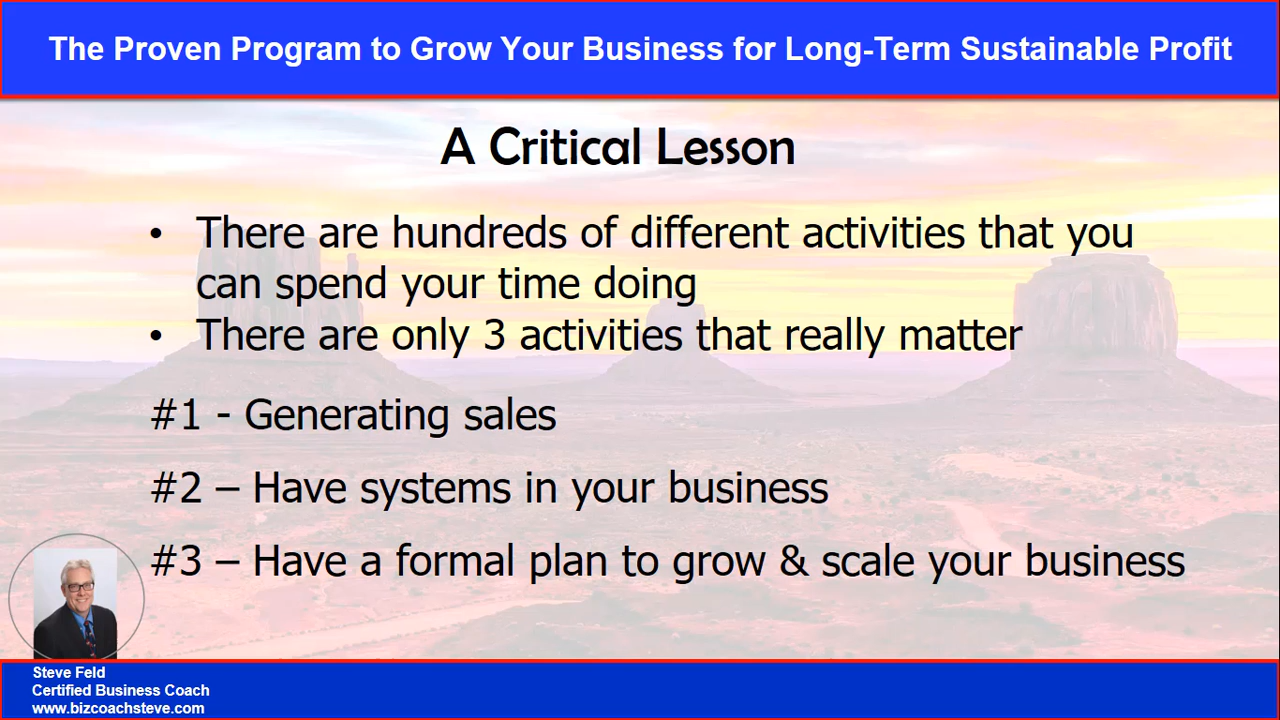 The Proven Program to Grow Your Business for Long-Term Sustainable Profit
A Critical Lesson
• There are hundreds of different activities that you
can spend your time doing
• There are only 3 activities that really matter
#1 - Generating sales
#2 – Have systems in your business
#3 – Have a formal plan to grow & scale your business
Steve Feld
Certified Business Coach
www.bizcoachsteve.com